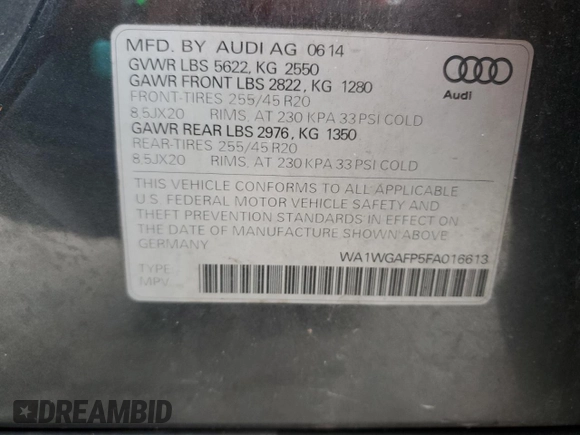 MFD. BY AUDI AG 06 14
GVWR LBS 5622, KG 2550
GAWR FRONT LBS 2822, KG 1280
FRONT-TIRES 255/45 R20
8.5JX20 RIMS, AT 230 KPA 33 PSI COLD
GAWR REAR LBS 2976, KG 1350
REAR-TIRES 255/45 R20
8.5JX20 RIMS, AT 230 KPA 33 PSI COLD
Audi
THIS VEHICLE CONFORMS TO ALL APPLICABLE
U.S. FEDERAL MOTOR VEHICLE SAFETY AND
THEFT PREVENTION STANDARDS IN EFFECT ON
THE DATE OF MANUFACTURE SHOWN ABOVE.
GERMANY
WA1WGAFP5FA016613
TYPE:
MPV
DREAMBID